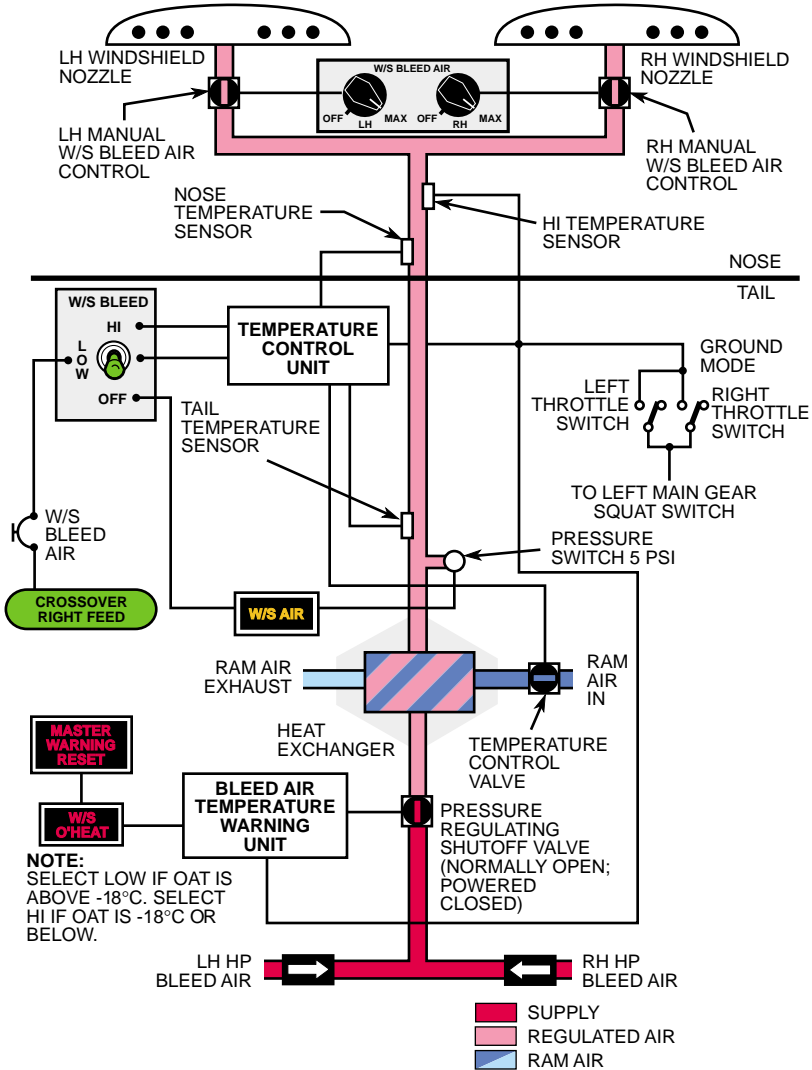 LH WINDSHIELD
NOZZLE
W/S BLEED AIR
OFF
LH
MAX
OFF
RH
MAX
RH WINDSHIELD
NOZZLE
LH MANUAL
W/S BLEED AIR
CONTROL
RH MANUAL
W/S BLEED AIR
CONTROL
NOSE
TEMPERATURE
SENSOR
HI TEMPERATURE
SENSOR
NOSE
TAIL
W/S BLEED
HI
LOW
OFF
TEMPERATURE
CONTROL
UNIT
GROUND
MODE
LEFT
THROTTLE
SWITCH
RIGHT
THROTTLE
SWITCH
TAIL
TEMPERATURE
SENSOR
TO LEFT MAIN GEAR
SQUAT SWITCH
W/S
BLEED
AIR
PRESSURE
SWITCH 5 PSI
CROSSOVER
RIGHT FEED
W/S AIR
RAM AIR
EXHAUST
RAM
AIR
IN
HEAT
EXCHANGER
TEMPERATURE
CONTROL
VALVE
MASTER
WARNING
RESET
W/S
O'HEAT
BLEED AIR
TEMPERATURE
WARNING
UNIT
PRESSURE
REGULATING
SHUTOFF VALVE
(NORMALLY OPEN;
POWERED
CLOSED)
NOTE:
SELECT LOW IF OAT IS
ABOVE -18°C. SELECT
HI IF OAT IS -18°C OR
BELOW.
LH HP
BLEED AIR
RH HP
BLEED AIR
SUPPLY
REGULATED AIR
RAM AIR